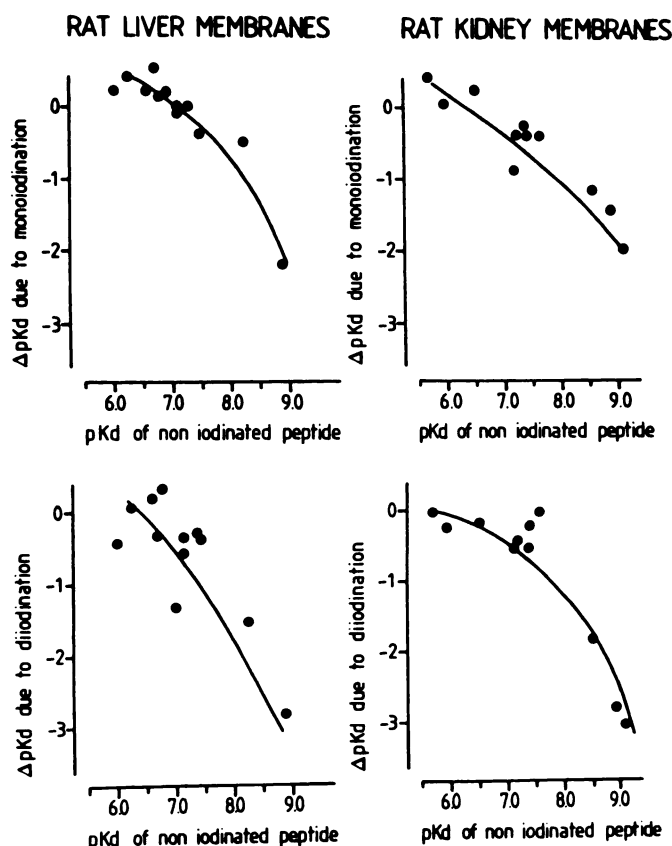 RAT LIVER MEMBRANES
RAT KIDNEY MEMBRANES
ΔpKd due to monoiodination
0
-1
-2
-3
6.0 7.0 8.0 9.0
pKd of non iodinated peptide
ΔpKd due to monoiodination
0
-1
-2
-3
6.0 7.0 8.0 9.0
pKd of non iodinated peptide
ΔpKd due to diiodination
0
-1
-2
-3
6.0 7.0 8.0 9.0
pKd of non iodinated peptide
ΔpKd due to diiodination
0
-1
-2
-3
6.0 7.0 8.0 9.0
pKd of non iodinated peptide